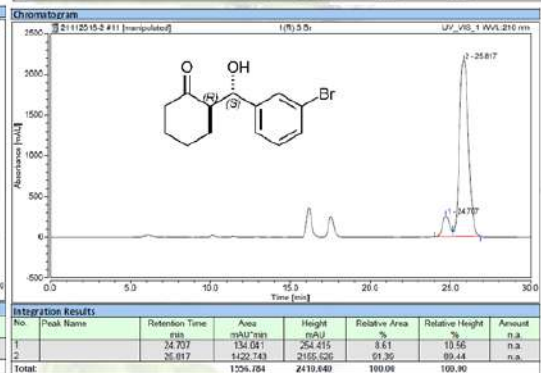 Chromatogram
21112015-2 #11 [manipulated]
1(R) 3 Br
UV_VIS_1 WVL:210 nm
2500
2000
1500
1000
500
0
-500
Absorbance [mAU]
O
OH
(R)
(S)
Br
2 - 25.817
1 - 24.707
0.0
5.0
10.0
15.0
20.0
25.0
30.0
Time [min]
Integration Results
No. Peak Name Retention Time Area Height Relative Area Relative Height Amount
min mAU*min mAU % % n.a.
1 24.707 134.041 254.415 8.61 10.56 n.a.
2 25.817 1422.743 2155.626 91.39 89.44 n.a.
Total: 1556.784 2410.040 100.00 100.00